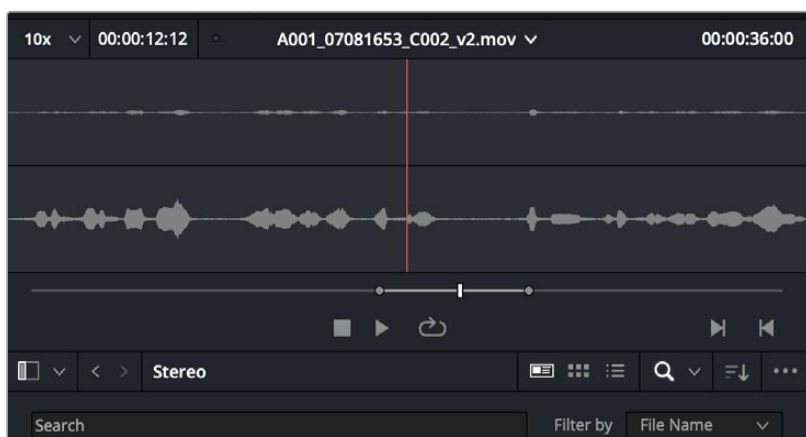 10x 00:00:12:12 A001_07081653_C002_v2.mov 00:00:36:00
Stereo
Search Filter by File Name